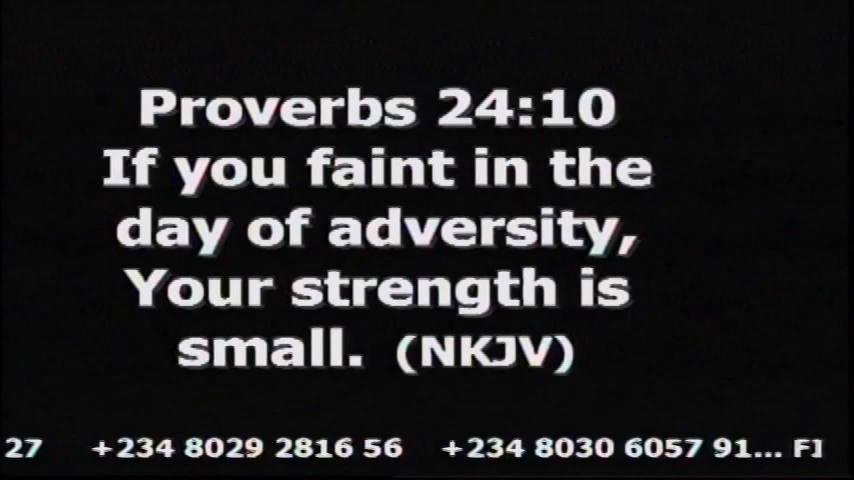 Proverbs 24:10
If you faint in the
day of adversity,
Your strength is
small. (NKJV)
27 +234 8029 2816 56 +234 8030 6057 91...